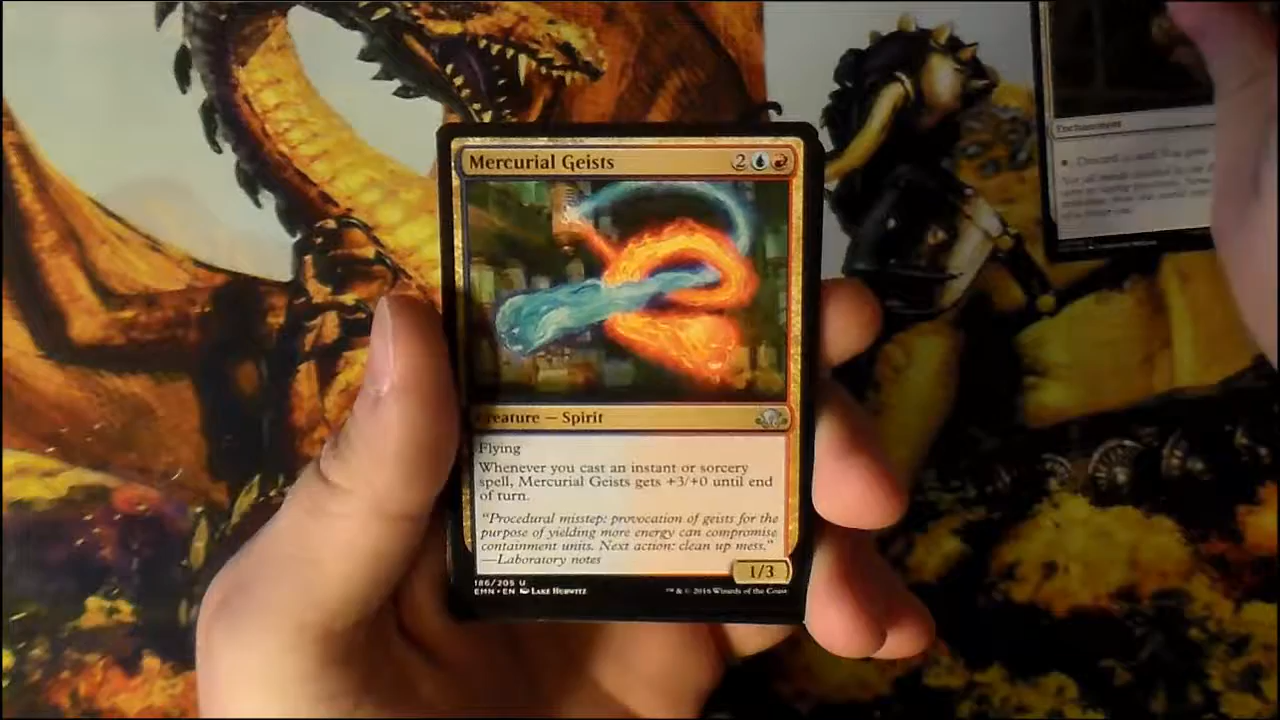 Mercurial Geists 2
Creature — Spirit
Flying
Whenever you cast an instant or sorcery
spell, Mercurial Geists gets +3/+0 until end
of turn.
"Procedural misstep: provocation of geists for the
purpose of yielding more energy can compromise
containment units. Next action: clean up mess."
—Laboratory notes
1/3
186/205 U
EMN • EN Lake Hurwitz
™ & © 2016 Wizards of the Coast
Enchantment